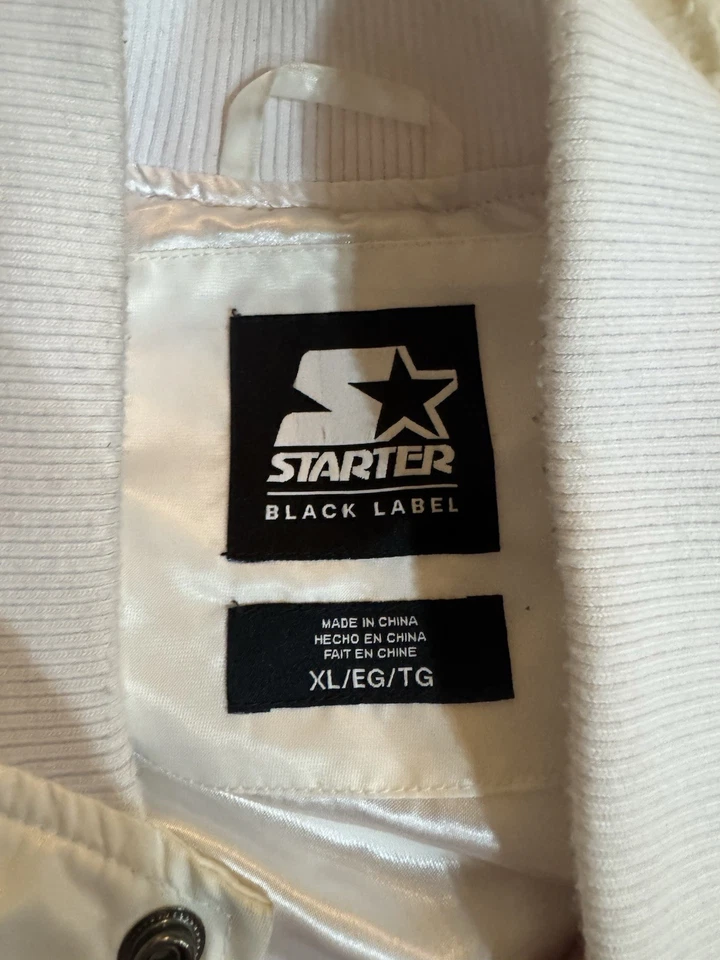 STARTER
BLACK LABEL
MADE IN CHINA
HECHO EN CHINA
FAIT EN CHINE
XL/EG/TG